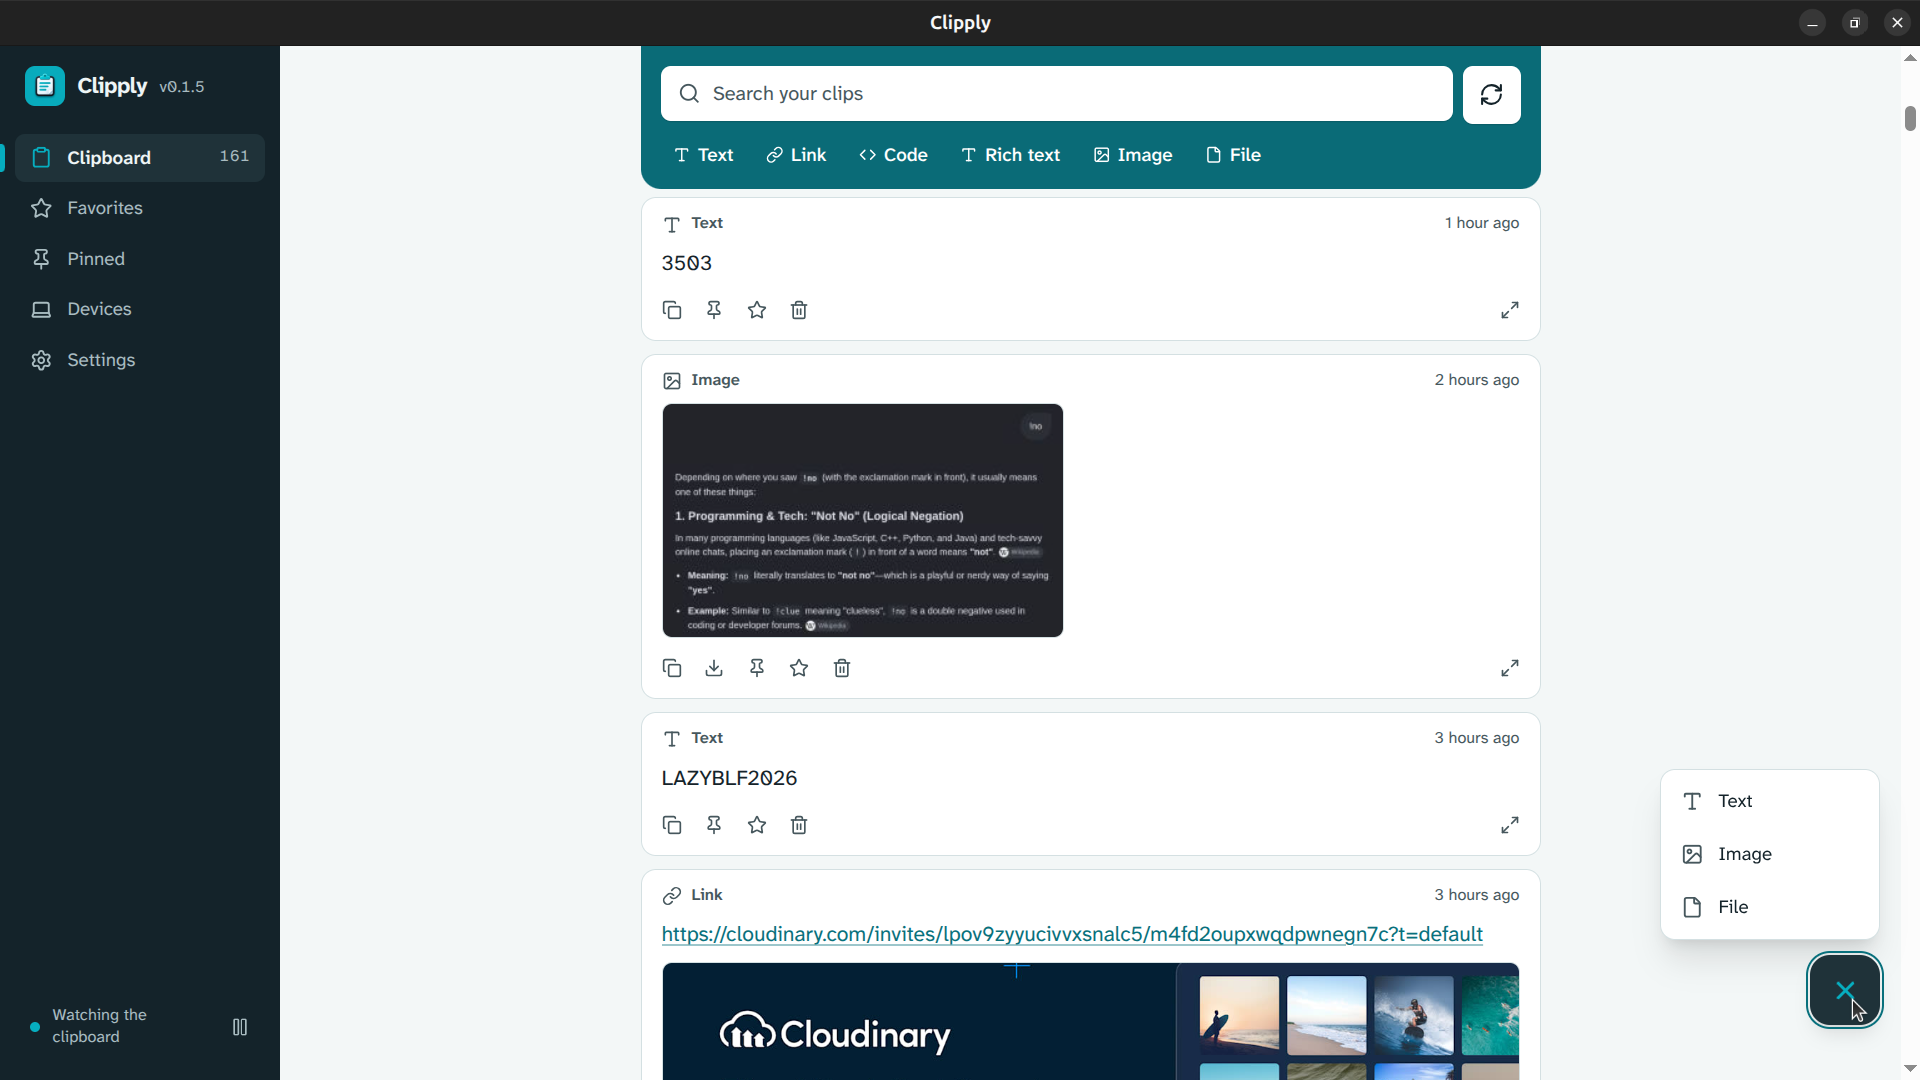 Clipply
Clipply v0.1.5
Clipboard 161
Favorites
Pinned
Devices
Settings
Watching the
clipboard
Search your clips
Text Link Code Rich text Image File
Text 1 hour ago
3503
Image 2 hours ago
!no
Depending on where you saw !no (with the exclamation mark in front), it usually means
one of these things:
1. Programming & Tech: "Not No" (Logical Negation)
In many programming languages (like JavaScript, C++, Python, and Java) and tech-savvy
online chats, placing an exclamation mark ( ! ) in front of a word means "not". Wikipedia
• Meaning: !no literally translates to "not no"—which is a playful or nerdy way of saying
"yes".
• Example: Similar to !clue meaning "clueless", !no is a double negative used in
coding or developer forums. Wikipedia
Text 3 hours ago
LAZYBLF2026
Link 3 hours ago
https://cloudinary.com/invites/lpov9zyyucivvxsnalc5/m4fd2oupxwqdpwnegn7c?t=default
Cloudinary
Text
Image
File